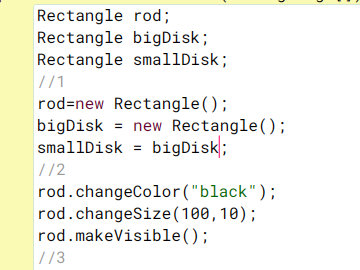 Rectangle rod;
Rectangle bigDisk;
Rectangle smallDisk;
//1
rod=new Rectangle();
bigDisk = new Rectangle();
smallDisk = bigDisk;
//2
rod.changeColor("black");
rod.changeSize(100,10);
rod.makeVisible();
//3